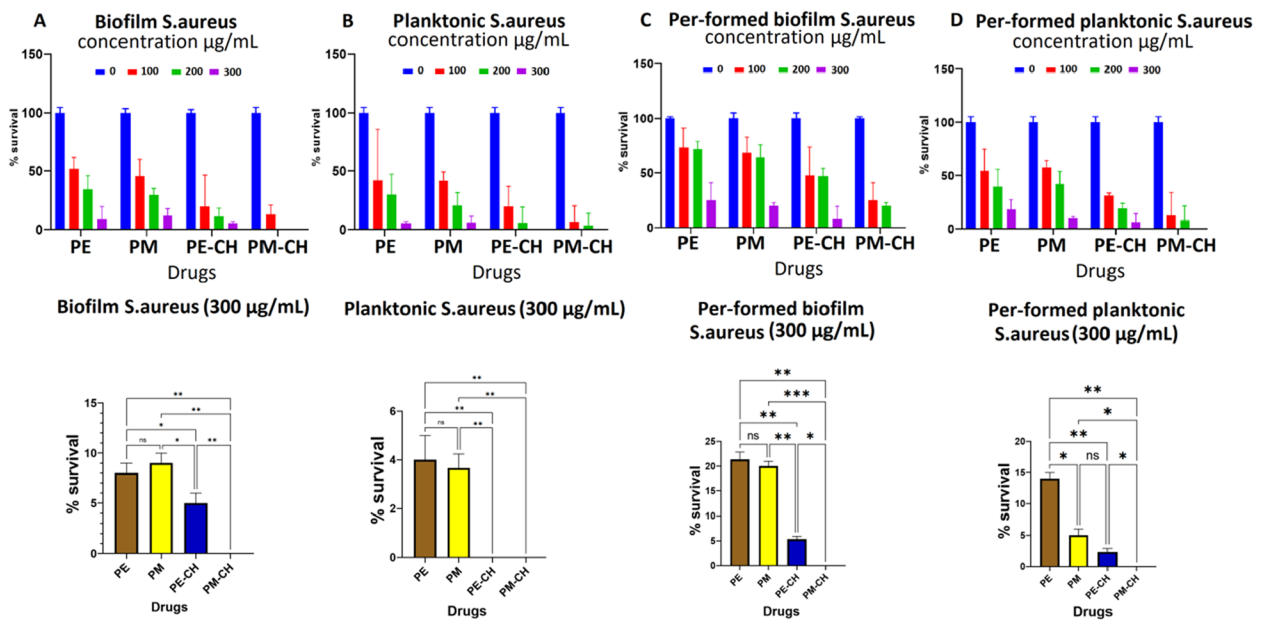 A
Biofilm S.aureus
concentration µg/mL
0 100 200 300
150
100
50
0
% survival
PE PM PE-CH PM-CH
Drugs
B
Planktonic S.aureus
concentration µg/mL
0 100 200 300
150
100
50
0
% survival
PE PM PE-CH PM-CH
Drugs
C
Per-formed biofilm S.aureus
concentration µg/mL
0 100 200 300
150
100
50
0
% survival
PE PM PE-CH PM-CH
Drugs
D
Per-formed planktonic S.aureus
concentration µg/mL
0 100 200 300
150
100
50
0
% survival
PE PM PE-CH PM-CH
Drugs
Biofilm S.aureus (300 µg/mL)
**
**
*
ns * **
15
10
5
0
% survival
PE PM PE-CH PM-CH
Drugs
Planktonic S.aureus (300 µg/mL)
**
**
**
ns **
6
4
2
0
% survival
PE PM PE-CH PM-CH
Drugs
Per-formed biofilm
S.aureus (300 µg/mL)
**
***
**
ns ** *
25
20
15
10
5
0
% survival
PE PM PE-CH PM-CH
Drugs
Per-formed planktonic
S.aureus (300 µg/mL)
**
*
**
* ns *
20
15
10
5
0
% survival
PE PM PE-CH PM-CH
Drugs